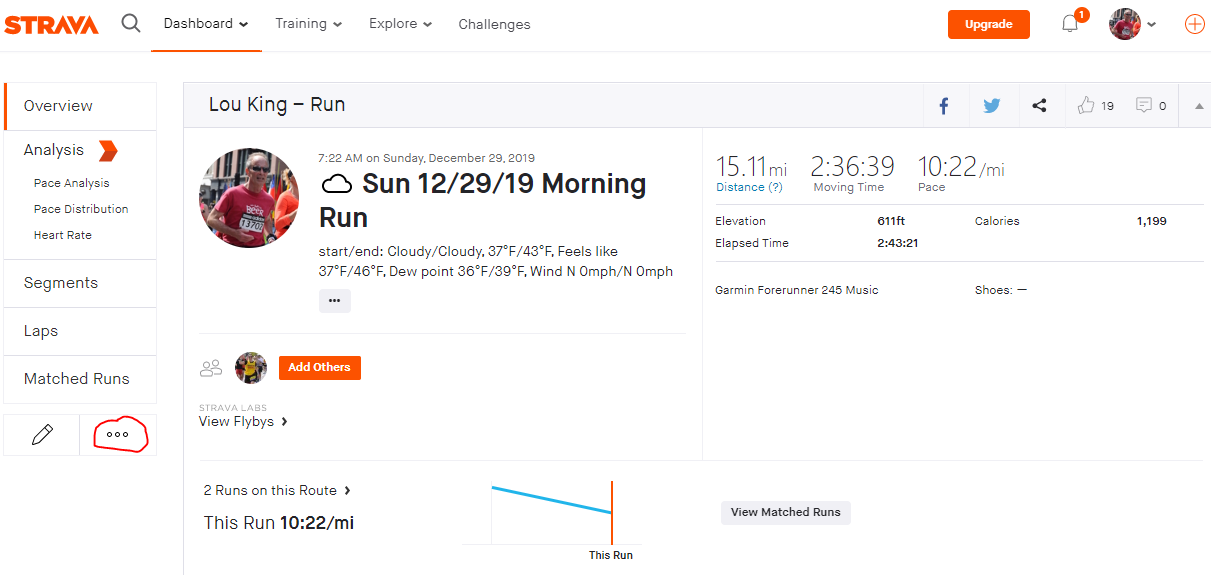 STRAVA
Dashboard
Training
Explore
Challenges
Upgrade
1
Overview
Analysis
Pace Analysis
Pace Distribution
Heart Rate
Segments
Laps
Matched Runs
Lou King – Run
19
0
7:22 AM on Sunday, December 29, 2019
Sun 12/29/19 Morning
Run
start/end: Cloudy/Cloudy, 37°F/43°F, Feels like
37°F/46°F, Dew point 36°F/39°F, Wind N 0mph/N 0mph
Add Others
STRAVA LABS
View Flybys
15.11mi 2:36:39 10:22/mi
Distance (?) Moving Time Pace
Elevation 611ft Calories 1,199
Elapsed Time 2:43:21
Garmin Forerunner 245 Music Shoes: —
2 Runs on this Route
This Run 10:22/mi
This Run
View Matched Runs